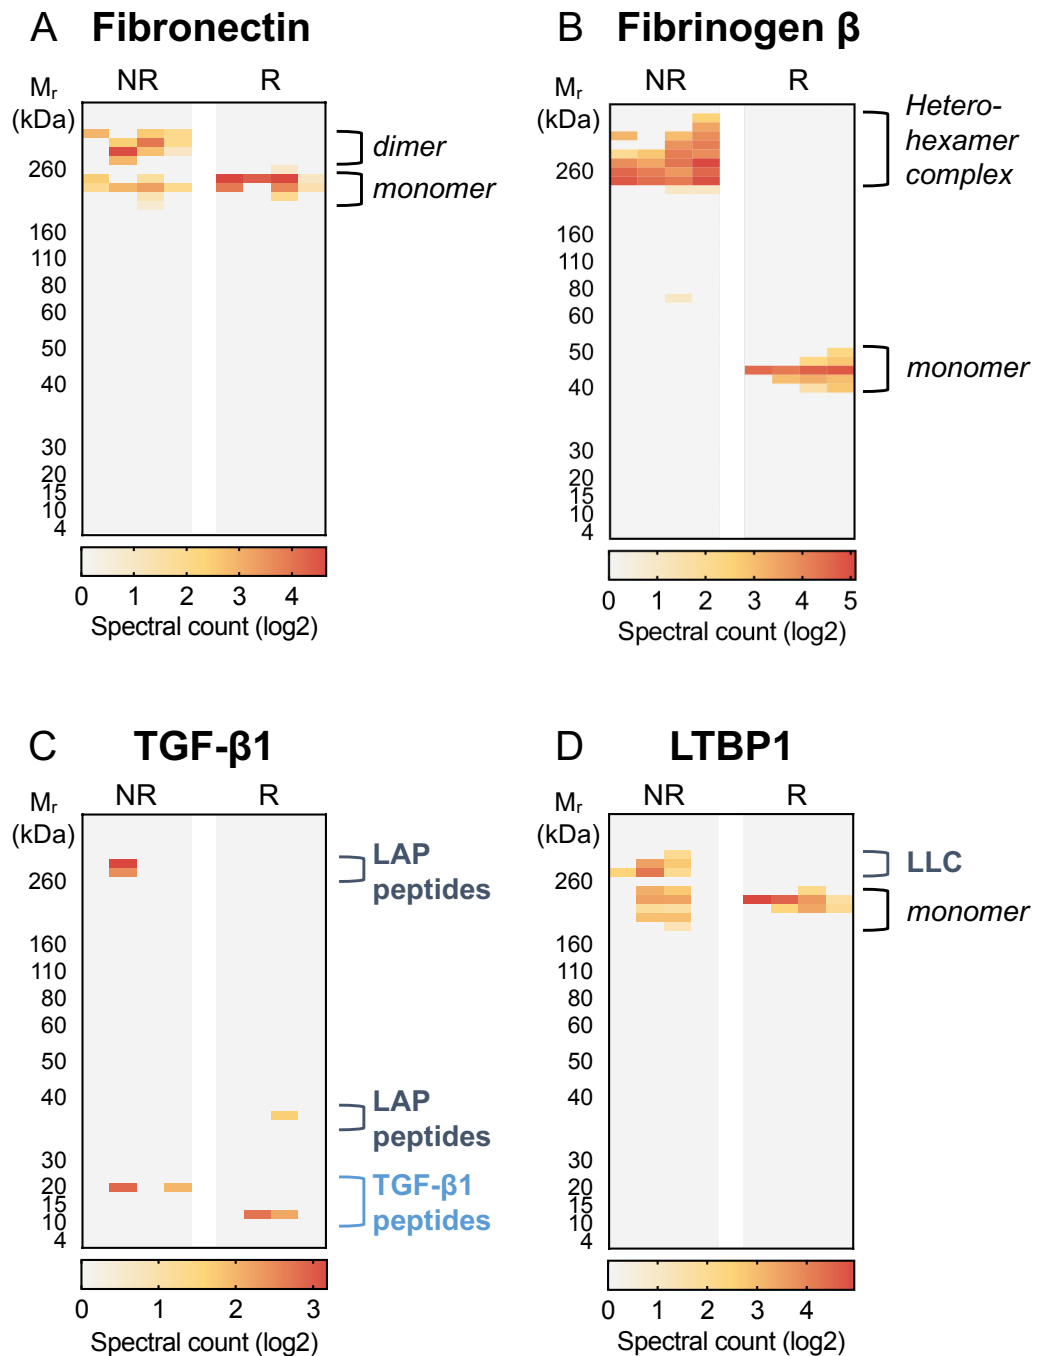 A Fibronectin
NR R
Mr
(kDa)
260
160
110
80
60
50
40
30
20
15
10
4
dimer
monomer
0 1 2 3 4
Spectral count (log2)
B Fibrinogen β
NR R
Mr
(kDa)
260
160
110
80
60
50
40
30
20
15
10
4
Hetero-
hexamer
complex
monomer
0 1 2 3 4 5
Spectral count (log2)
C TGF-β1
NR R
Mr
(kDa)
260
160
110
80
60
50
40
30
20
15
10
4
LAP
peptides
LAP
peptides
TGF-β1
peptides
0 1 2 3
Spectral count (log2)
D LTBP1
NR R
Mr
(kDa)
260
160
110
80
60
50
40
30
20
15
10
4
LLC
monomer
0 1 2 3 4
Spectral count (log2)